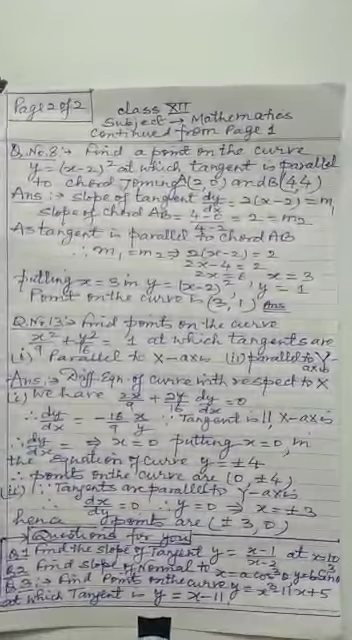 Page 2 of 2
class XII
Subject → Mathematics
Continued from Page 1
Q.No.8:→ Find a point on the curve
y=(x-2)² at which tangent is parallel
to chord Joming A(2,0) and B(4,4)
Ans:→ slope of tangent dy/dx = 2(x-2)=m₁
slope of chord AB = 4-0/4-2 = 2 = m₂
As tangent is parallel to chord AB
∴ m₁=m₂ ⇒ 2(x-2)=2
2x-4=2
2x=6, x=3
putting x=3 in y=(x-2)², y=1
Point on the curve is (3,1) Ans
Q.No.13:→ find points on the curve
x²/9 + y²/16 = 1 at which tangents are
(i) Parallel to X-axis (ii) parallel to Y-axis
Ans:→ Diff. Eqn. of curve with respect to X
(i) We have 2x/9 + 2y/16 dy/dx = 0
∴ dy/dx = -16/9 x/y ∵ Tangent is ||, X-axis
∴ dy/dx = ⇒ x=0 putting x=0, in
the equation of curve y=±4
∴ points on the curve are (0, ±4)
(ii) ∵ Tangents are parallel to Y-axis
∴ dx/dy = 0 ∴ y=0 ⇒ x=±3
hence points are (±3, 0)
→ Questions for you
Q.1 Find the slope of Tangent y = x-1/x-2 at x=10
Q.2 Find slope of Normal to x=acos³θ
Q.3:→ Find Point on the curve y=x³-11x+5
at which Tangent is y=x-11